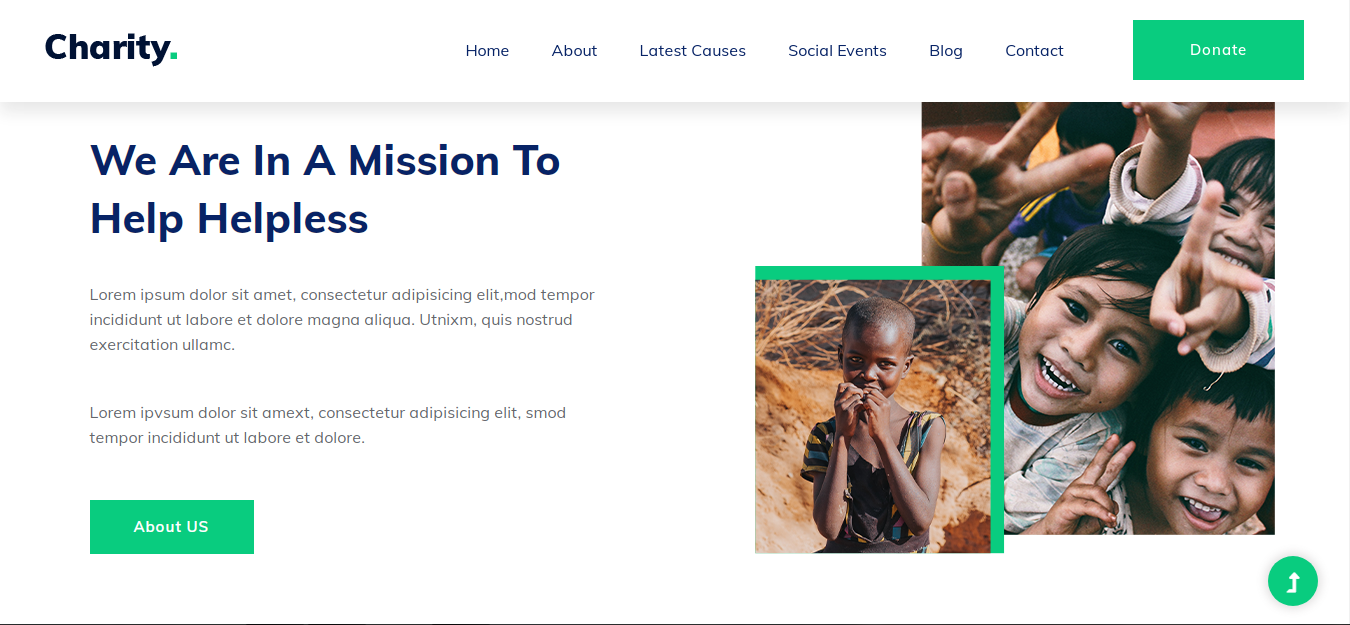 Charity.
Home About Latest Causes Social Events Blog Contact Donate
We Are In A Mission To
Help Helpless
Lorem ipsum dolor sit amet, consectetur adipisicing elit,mod tempor
incididunt ut labore et dolore magna aliqua. Utnixm, quis nostrud
exercitation ullamc.
Lorem ipvsum dolor sit amext, consectetur adipisicing elit, smod
tempor incididunt ut labore et dolore.
About US